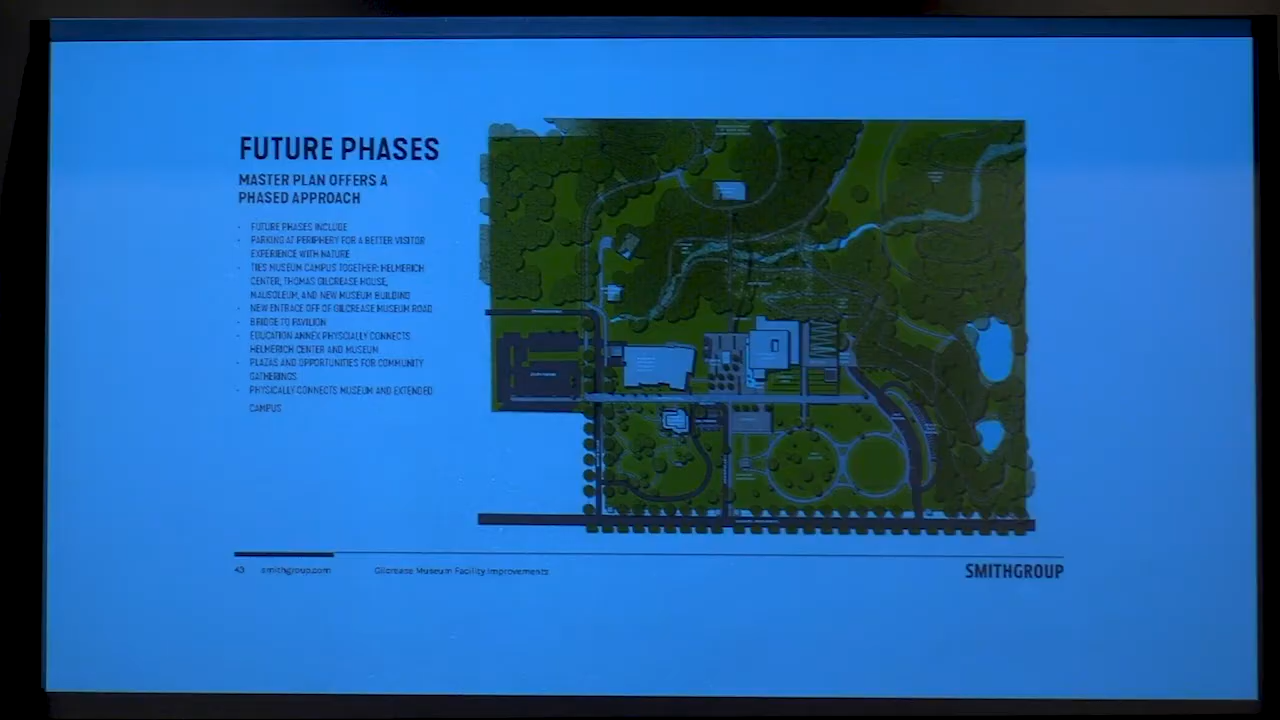 FUTURE PHASES
MASTER PLAN OFFERS A
PHASED APPROACH
· FUTURE PHASES INCLUDE
· PARKING AT PERIPHERY FOR A BETTER VISITOR
EXPERIENCE WITH NATURE
· TIES MUSEUM CAMPUS TOGETHER: HELMERICH
CENTER, THOMAS GILCREASE HOUSE,
MAUSOLEUM, AND NEW MUSEUM BUILDING
· NEW ENTRACE OFF OF GILCREASE MUSEUM ROAD
· BRIDGE TO PAVILION
· EDUCATION ANNEX PHYSCIALLY CONNECTS
HELMERICH CENTER AND MUSEUM
· PLAZAS AND OPPORTUNITIES FOR COMMUNITY
GATHERINGS
· PHYSICALLY CONNECTS MUSEUM AND EXTENDED
CAMPUS
43 smithgroup.com Gilcrease Museum Facility Improvements
SMITHGROUP